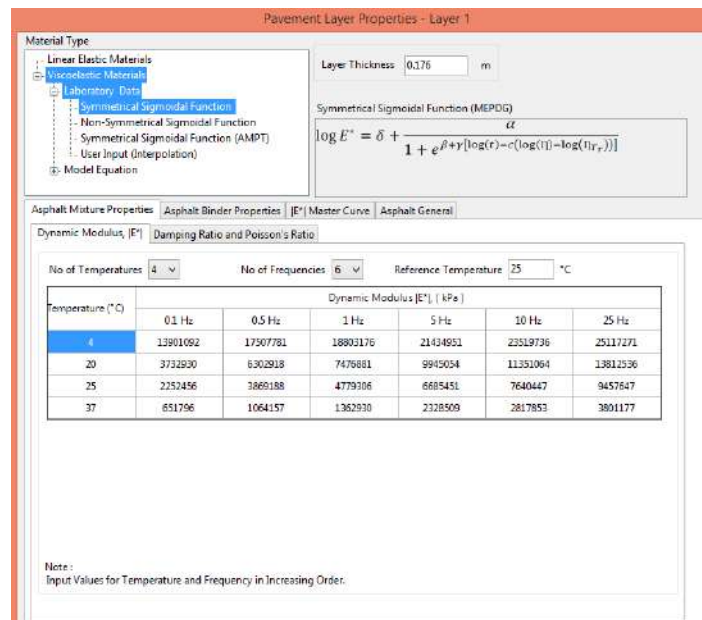 Pavement Layer Properties - Layer 1
Material Type
Linear Elastic Materials
Viscoelastic Materials
Laboratory Data
Symmetrical Sigmoidal Function
Non-Symmetrical Sigmoidal Function
Symmetrical Sigmoidal Function (AMPT)
User Input (Interpolation)
Model Equation
Layer Thickness 0.176 m
Symmetrical Sigmoidal Function (MEPDG)
log E* = δ + α / 1 + e^β+γ[log(t)−c(log(η)−log(η_Tr))]
Asphalt Mixture Properties Asphalt Binder Properties |E*| Master Curve Asphalt General
Dynamic Modulus, |E*| Damping Ratio and Poisson's Ratio
No of Temperatures 4 No of Frequencies 6 Reference Temperature 25 °C
Temperature (°C) Dynamic Modulus |E*|, ( kPa )
0.1 Hz 0.5 Hz 1 Hz 5 Hz 10 Hz 25 Hz
4 13901092 17507781 18803176 21434951 23519736 25117271
20 3732930 6302918 7476881 9945054 11351064 13812536
25 2252456 3869188 4779306 6685451 7640447 9457647
37 651796 1064157 1362930 2328509 2817853 3801177
Note :
Input Values for Temperature and Frequency in Increasing Order.